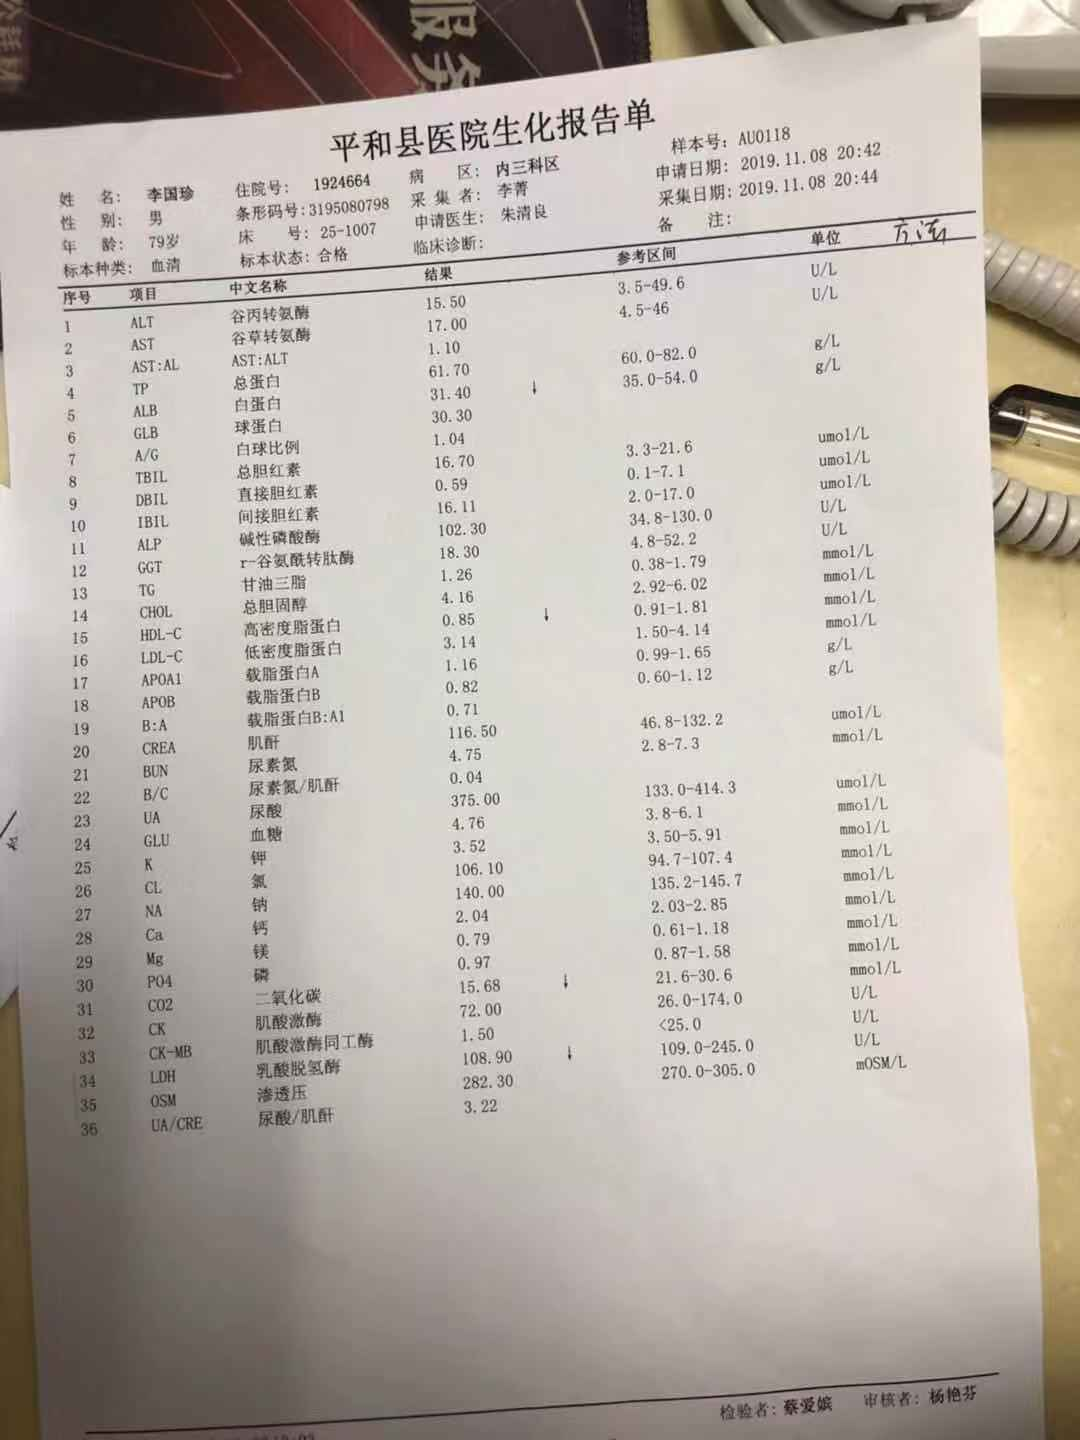 服务
平和县医院生化报告单
姓 名: 李国珍 住院号: 1924664 病 区: 内三科区 样本号: AU0118
性 别: 男 条形码号:3195080798 采 集 者: 李菁 申请日期: 2019.11.08 20:42
年 龄: 79岁 床 号: 25-1007 申请医生: 朱清良 采集日期:2019.11.08 20:44
标本种类: 血清 标本状态:合格 临床诊断: 备 注:
序号 项目 中文名称 结果 参考区间 单位
1 ALT 谷丙转氨酶 15.50 3.5-49.6 U/L
2 AST 谷草转氨酶 17.00 4.5-46 U/L
3 AST:AL AST:ALT 1.10
4 TP 总蛋白 61.70 60.0-82.0 g/L
5 ALB 白蛋白 31.40 ↓ 35.0-54.0 g/L
6 GLB 球蛋白 30.30
7 A/G 白球比例 1.04
8 TBIL 总胆红素 16.70 3.3-21.6 umol/L
9 DBIL 直接胆红素 0.59 0.1-7.1 umol/L
10 IBIL 间接胆红素 16.11 2.0-17.0 umol/L
11 ALP 碱性磷酸酶 102.30 34.8-130.0 U/L
12 GGT r-谷氨酰转肽酶 18.30 4.8-52.2 U/L
13 TG 甘油三脂 1.26 0.38-1.79 mmol/L
14 CHOL 总胆固醇 4.16 2.92-6.02 mmol/L
15 HDL-C 高密度脂蛋白 0.85 ↓ 0.91-1.81 mmol/L
16 LDL-C 低密度脂蛋白 3.14 1.50-4.14 mmol/L
17 APOA1 载脂蛋白A 1.16 0.99-1.65 g/L
18 APOB 载脂蛋白B 0.82 0.60-1.12 g/L
19 B:A 载脂蛋白B:A1 0.71
20 CREA 肌酐 116.50 46.8-132.2 umol/L
21 BUN 尿素氮 4.75 2.8-7.3 mmol/L
22 B/C 尿素氮/肌酐 0.04
23 UA 尿酸 375.00 133.0-414.3 umol/L
24 GLU 血糖 4.76 3.8-6.1 mmol/L
25 K 钾 3.52 3.50-5.91 mmol/L
26 CL 氯 106.10 94.7-107.4 mmol/L
27 NA 钠 140.00 135.2-145.7 mmol/L
28 Ca 钙 2.04 2.03-2.85 mmol/L
29 Mg 镁 0.79 0.61-1.18 mmol/L
30 PO4 磷 0.97 0.87-1.58 mmol/L
31 CO2 二氧化碳 15.68 ↓ 21.6-30.6 mmol/L
32 CK 肌酸激酶 72.00 26.0-174.0 U/L
33 CK-MB 肌酸激酶同工酶 1.50 <25.0 U/L
34 LDH 乳酸脱氢酶 108.90 ↓ 109.0-245.0 U/L
35 OSM 渗透压 282.30 270.0-305.0 mOSM/L
36 UA/CRE 尿酸/肌酐 3.22
检验者:蔡爱嫔 审核者: 杨艳芬